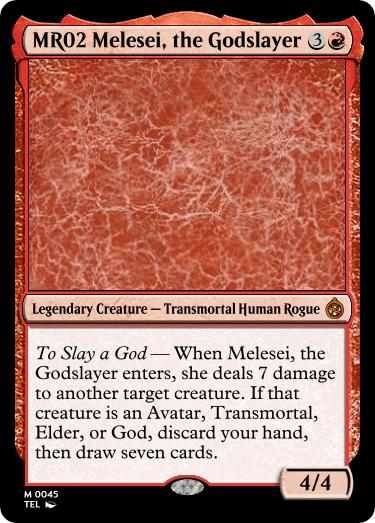 MR02 Melesei, the Godslayer 3
Legendary Creature — Transmortal Human Rogue
To Slay a God — When Melesei, the
Godslayer enters, she deals 7 damage
to another target creature. If that
creature is an Avatar, Transmortal,
Elder, or God, discard your hand,
then draw seven cards.
4/4
M 0045
TEL